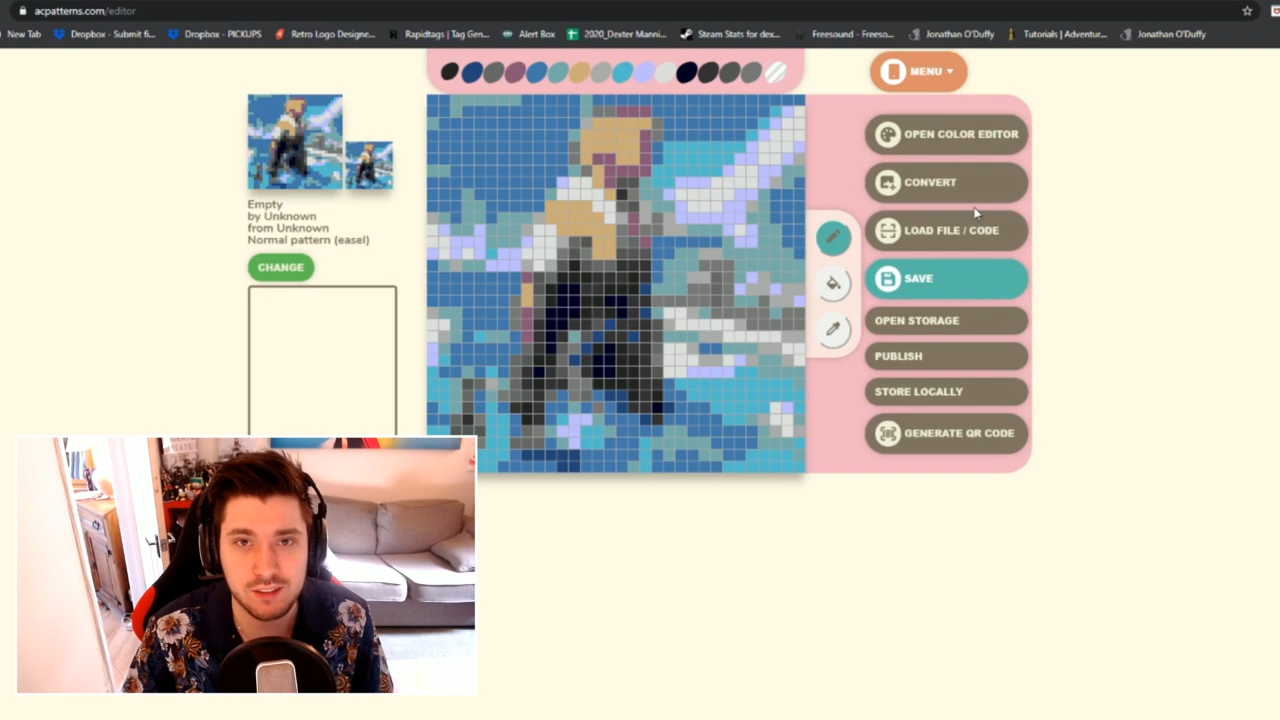 acpatterns.com/editor
New Tab Dropbox - Submit fi... Dropbox - PICKUPS Retro Logo Designe... Rapidtags | Tag Gen... Alert Box 2020_Dexter Manni... Steam Stats for dex... Freesound - Freeso... Jonathan O'Duffy Tutorials | Adventur... Jonathan O'Duffy
MENU
OPEN COLOR EDITOR
CONVERT
LOAD FILE / CODE
SAVE
OPEN STORAGE
PUBLISH
STORE LOCALLY
GENERATE QR CODE
Empty
by Unknown
from Unknown
Normal pattern (easel)
CHANGE